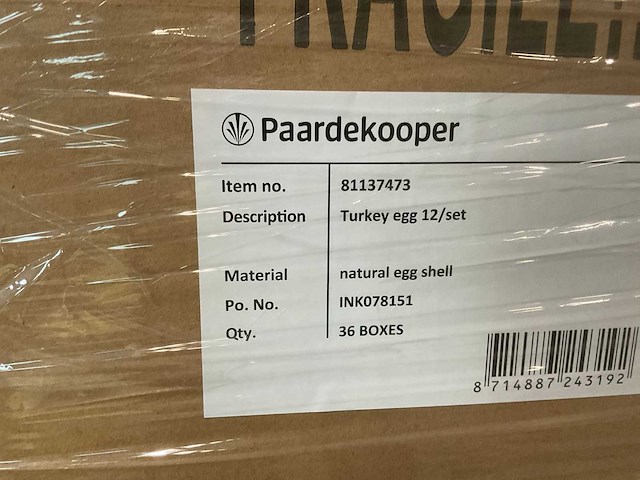 FRAGILE
Paardekooper
Item no. 81137473
Description Turkey egg 12/set
Material natural egg shell
Po. No. INK078151
Qty. 36 BOXES
8 714887 243192